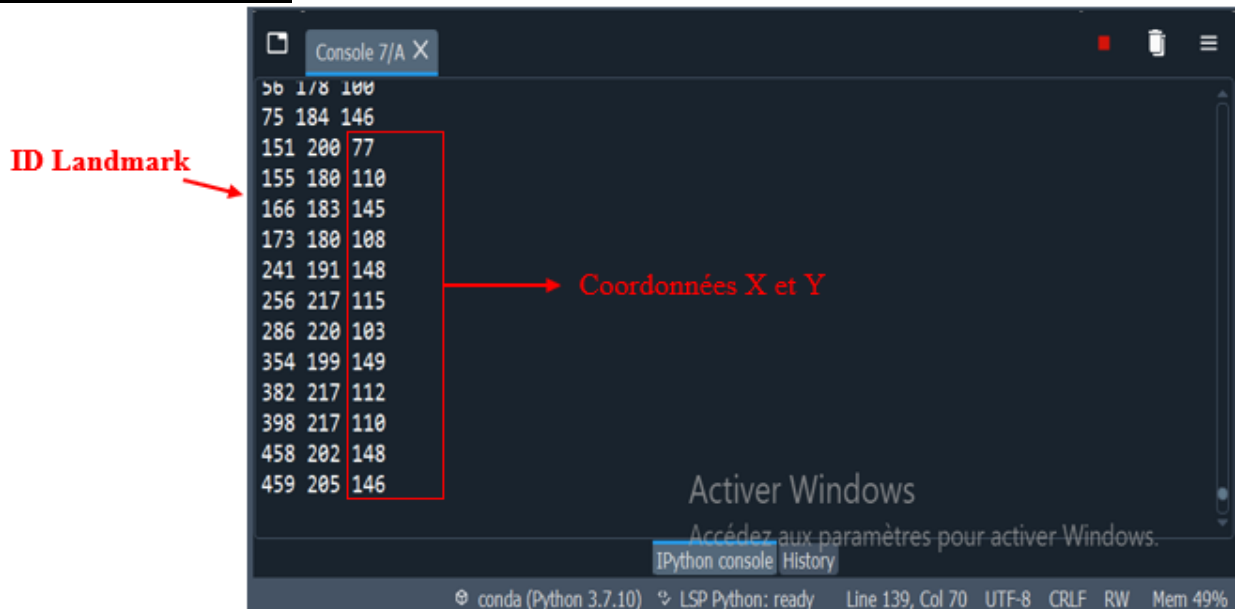 Console 7/A X
56 178 100
75 184 146
151 200 77
ID Landmark
155 180 110
166 183 145
173 180 108
241 191 148
Coordonnées X et Y
256 217 115
286 220 103
354 199 149
382 217 112
398 217 110
458 202 148
459 205 146
Activer Windows
Accédez aux paramètres pour activer Windows.
IPython console History
conda (Python 3.7.10) LSP Python: ready Line 139, Col 70 UTF-8 CRLF RW Mem 49%